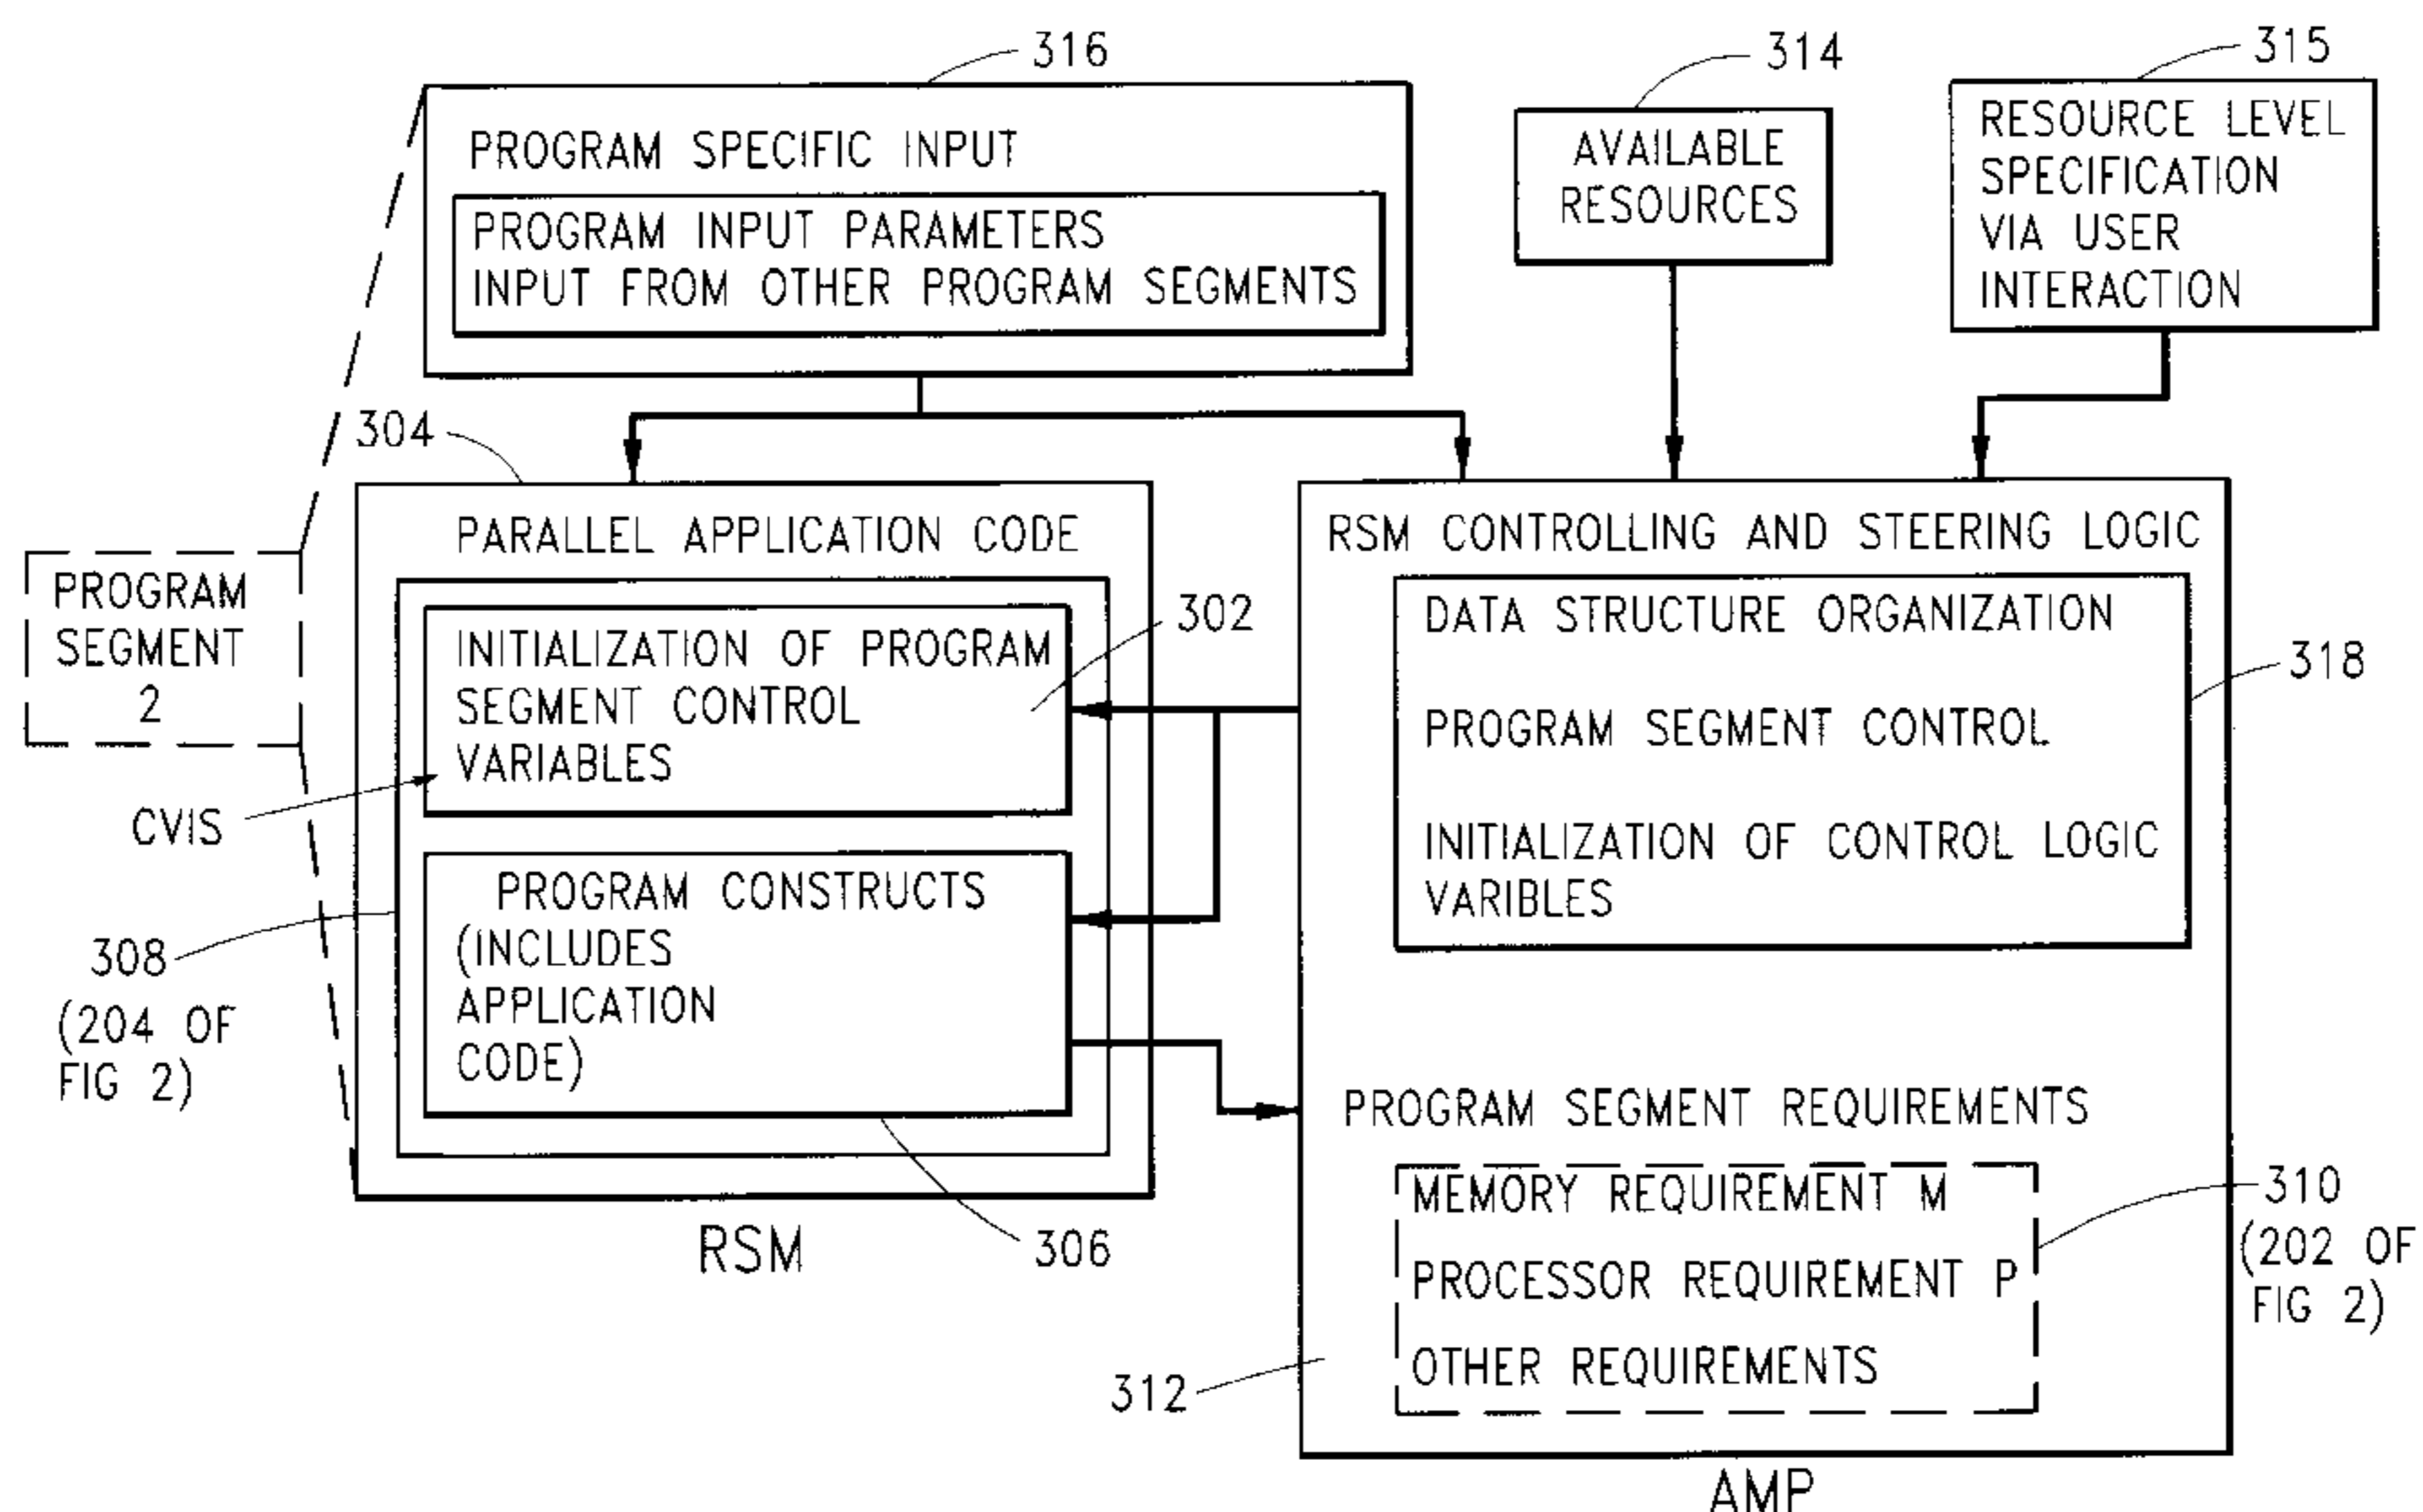 316
314
315
PROGRAM SPECIFIC INPUT
PROGRAM INPUT PARAMETERS
INPUT FROM OTHER PROGRAM SEGMENTS
AVAILABLE
RESOURCES
RESOURCE LEVEL
SPECIFICATION
VIA USER
INTERACTION
304
PARALLEL APPLICATION CODE
RSM CONTROLLING AND STEERING LOGIC
PROGRAM
SEGMENT
2
INITIALIZATION OF PROGRAM
SEGMENT CONTROL
VARIABLES
302
CVIS
DATA STRUCTURE ORGANIZATION
PROGRAM SEGMENT CONTROL
INITIALIZATION OF CONTROL LOGIC
VARIBLES
318
PROGRAM CONSTRUCTS
(INCLUDES
APPLICATION
CODE)
308
(204 OF
FIG 2)
306
RSM
PROGRAM SEGMENT REQUIREMENTS
MEMORY REQUIREMENT M
PROCESSOR REQUIREMENT P
OTHER REQUIREMENTS
310
(202 OF
FIG 2)
312
AMP